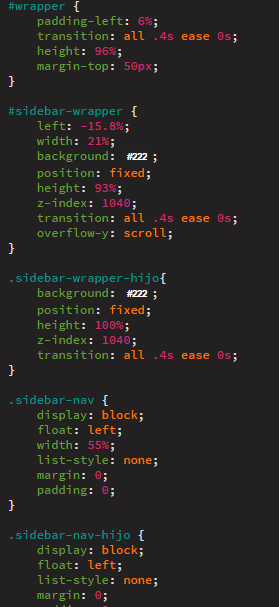 #wrapper {
padding-left: 6%;
transition: all .4s ease 0s;
height: 96%;
margin-top: 50px;
}
#sidebar-wrapper {
left: -15.8%;
width: 21%;
background: #222 ;
position: fixed;
height: 93%;
z-index: 1040;
transition: all .4s ease 0s;
overflow-y: scroll;
}
.sidebar-wrapper-hijo{
background: #222 ;
position: fixed;
height: 100%;
z-index: 1040;
transition: all .4s ease 0s;
}
.sidebar-nav {
display: block;
float: left;
width: 55%;
list-style: none;
margin: 0;
padding: 0;
}
.sidebar-nav-hijo {
display: block;
float: left;
list-style: none;
margin: 0;